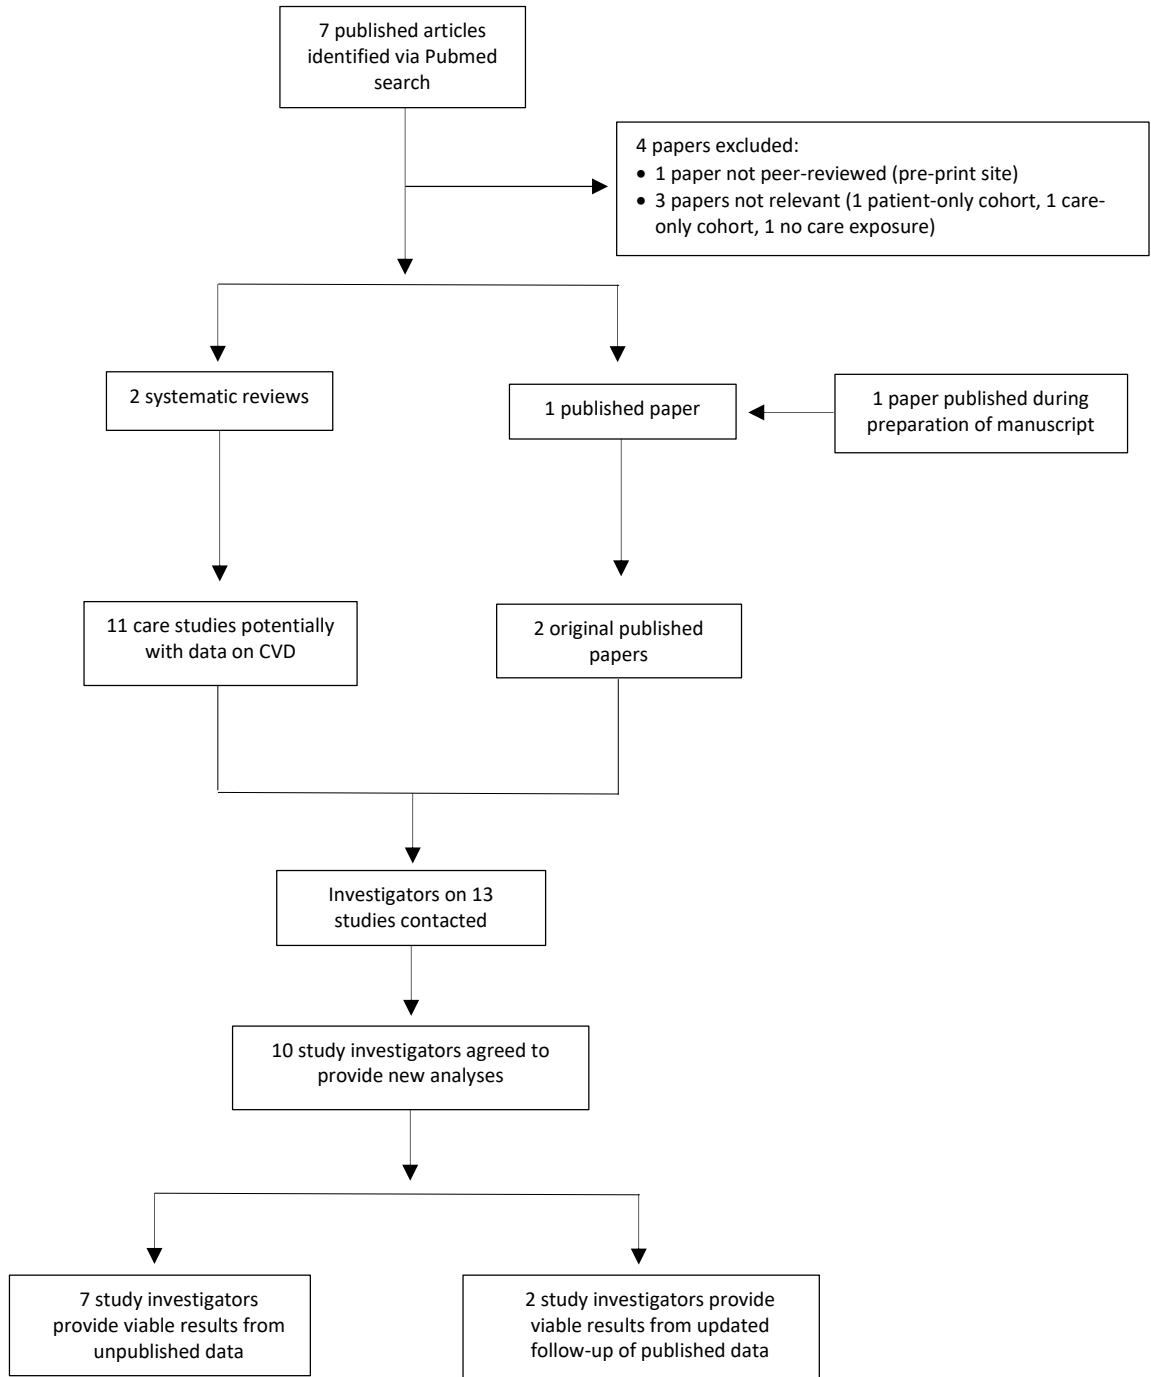 7 published articles
identified via Pubmed
search
4 papers excluded:
• 1 paper not peer-reviewed (pre-print site)
• 3 papers not relevant (1 patient-only cohort, 1 care-
only cohort, 1 no care exposure)
2 systematic reviews
1 published paper
1 paper published during
preparation of manuscript
11 care studies potentially
with data on CVD
2 original published
papers
Investigators on 13
studies contacted
10 study investigators agreed to
provide new analyses
7 study investigators
provide viable results from
unpublished data
2 study investigators provide
viable results from updated
follow-up of published data